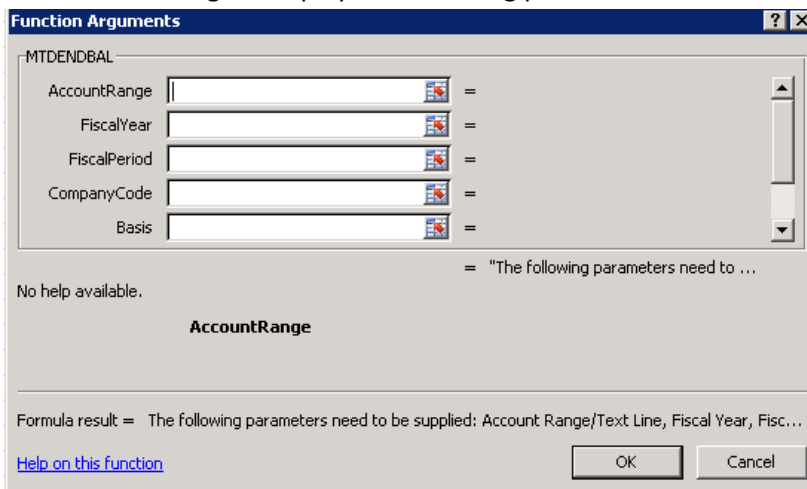 Function Arguments
MTDENDBAL
AccountRange =
FiscalYear =
FiscalPeriod =
CompanyCode =
Basis =
= "The following parameters need to ...
No help available.
AccountRange
Formula result = The following parameters need to be supplied: Account Range/Text Line, Fiscal Year, Fisc...
Help on this function OK Cancel